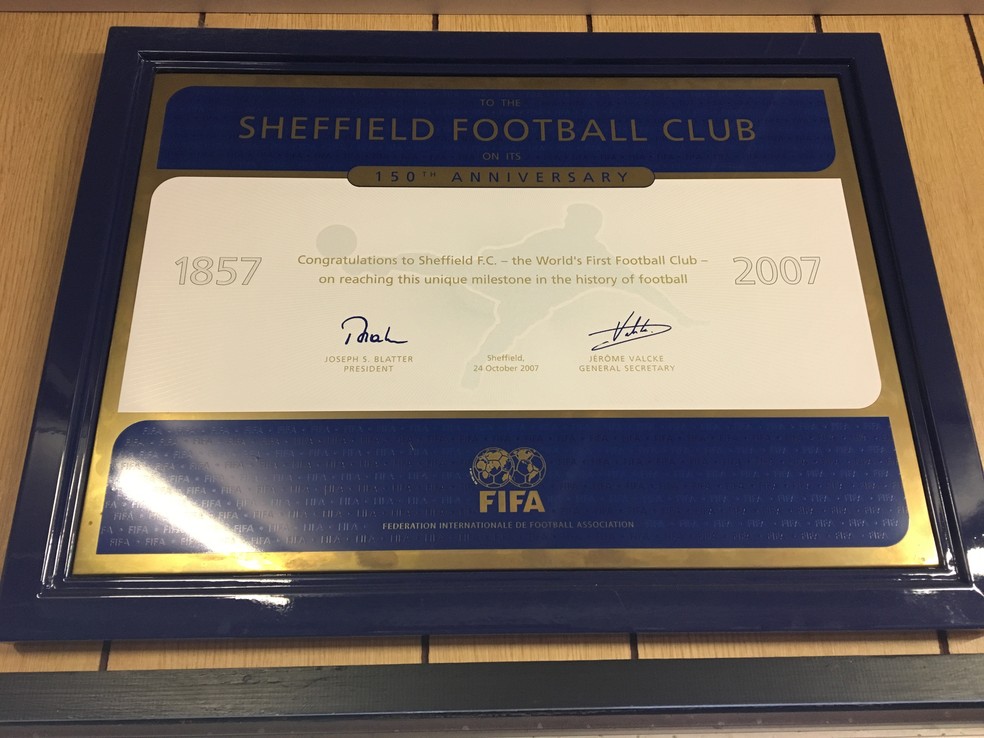 TO THE
SHEFFIELD FOOTBALL CLUB
ON ITS
150TH ANNIVERSARY
1857
Congratulations to Sheffield F.C. – the World's First Football Club –
on reaching this unique milestone in the history of football
2007
JOSEPH S. BLATTER
PRESIDENT
Sheffield,
24 October 2007
JÉRÔME VALCKE
GENERAL SECRETARY
FIFA
FEDERATION INTERNATIONALE DE FOOTBALL ASSOCIATION